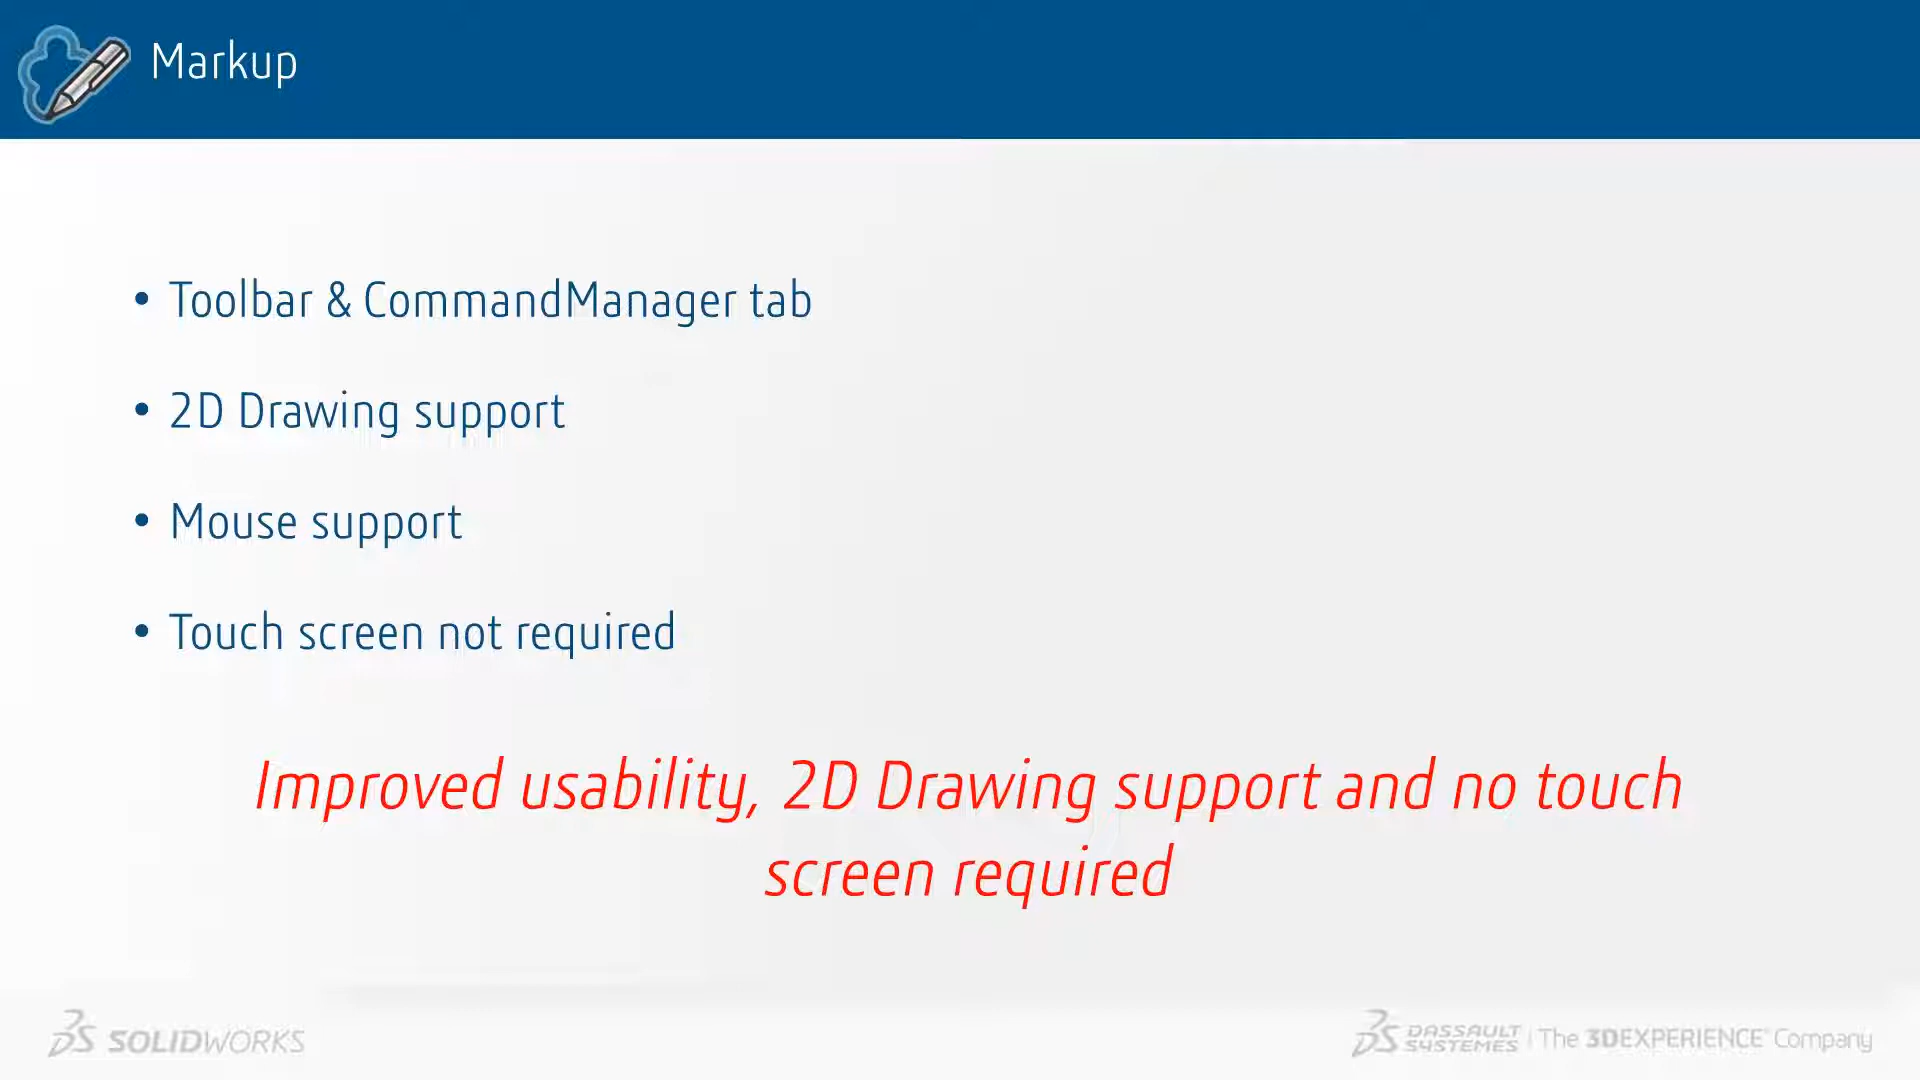 Markup
• Toolbar & CommandManager tab
• 2D Drawing support
• Mouse support
• Touch screen not required
Improved usability, 2D Drawing support and no touch
screen required
SOLIDWORKS
DASSAULT SYSTEMES | The 3DEXPERIENCE® Company